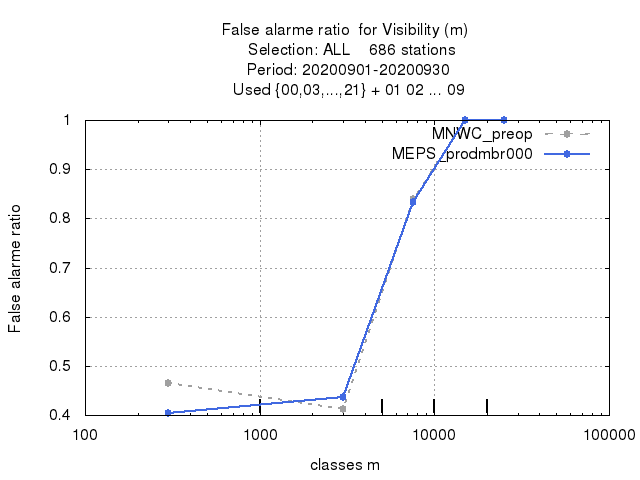 False alarme ratio  for Visibility (m)
Selection: ALL    686 stations
Period: 20200901-20200930
Used {00,03,...,21} + 01 02 ... 09
MNWC_preop
MEPS_prodmbr000
False alarme ratio
1
0.9
0.8
0.7
0.6
0.5
0.4
100
1000
10000
100000
classes m